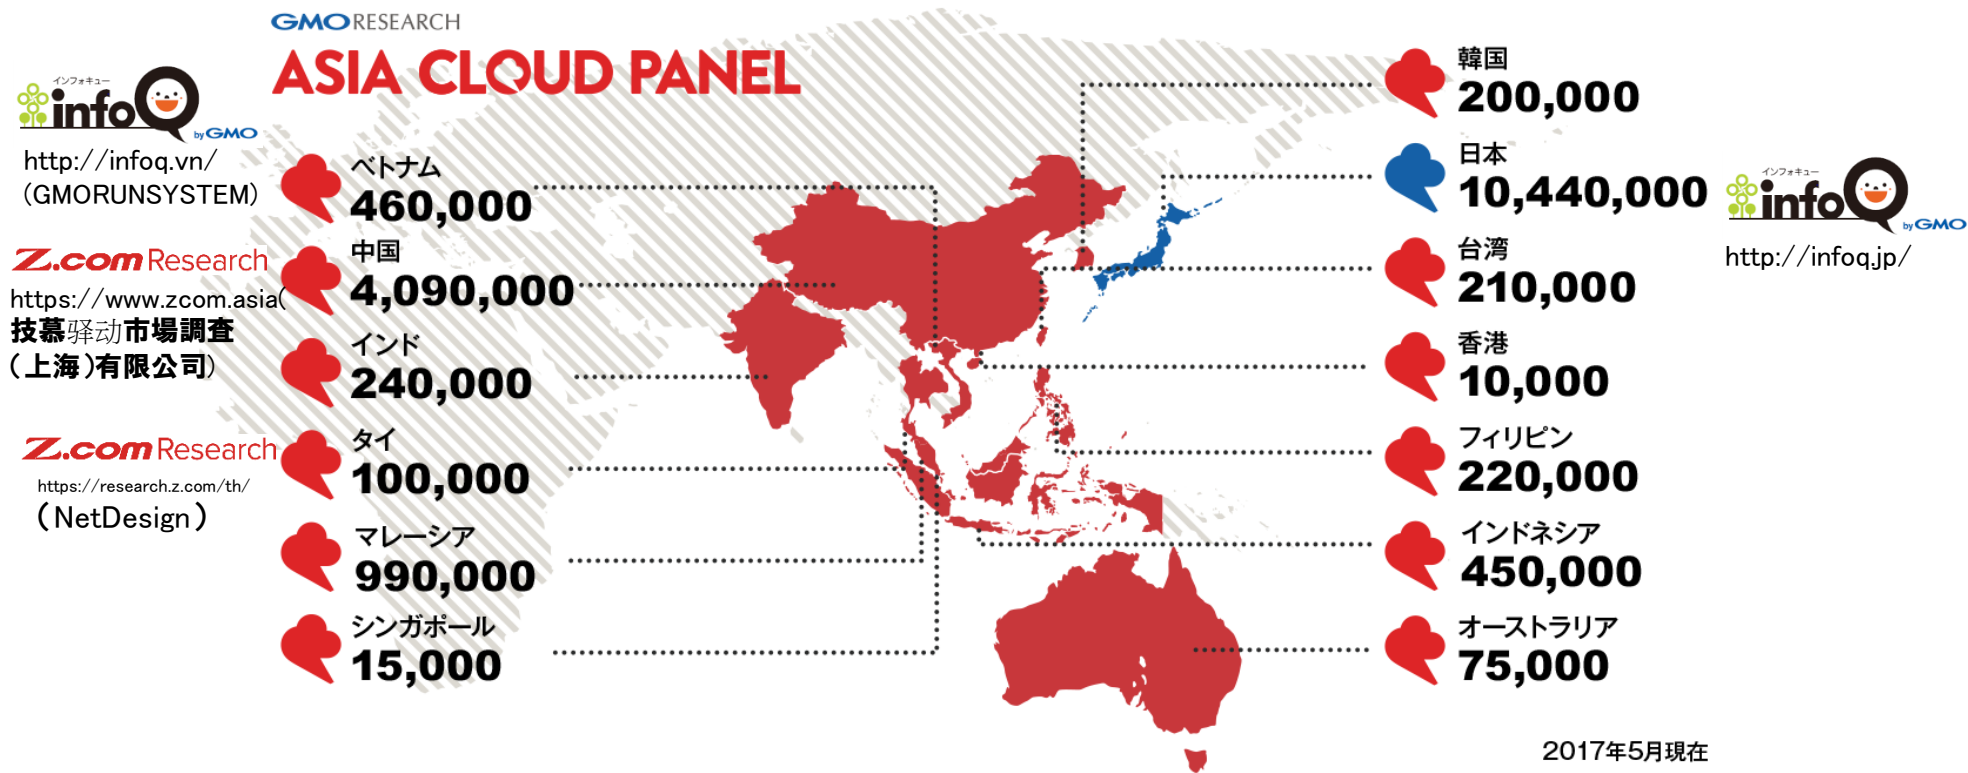 GMO RESEARCH
ASIA CLOUD PANEL
インフォキュー
infoQ
by GMO
http://infoq.vn/
(GMORUNSYSTEM)
Z.com Research
https://www.zcom.asia(
技慕驿动市場調査
(上海)有限公司)
Z.com Research
https://research.z.com/th/
(NetDesign)
ベトナム
460,000
中国
4,090,000
インド
240,000
タイ
100,000
マレーシア
990,000
シンガポール
15,000
韓国
200,000
日本
10,440,000
台湾
210,000
香港
10,000
フィリピン
220,000
インドネシア
450,000
オーストラリア
75,000
インフォキュー
infoQ
by GMO
http://infoq.jp/
2017年5月現在